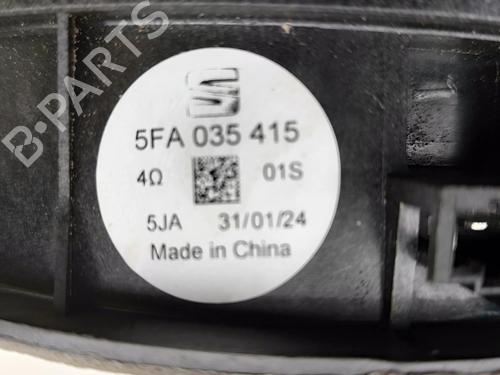 5FA 035 415
4Ω 01S
5JA 31/01/24
Made in China
B-PARTS